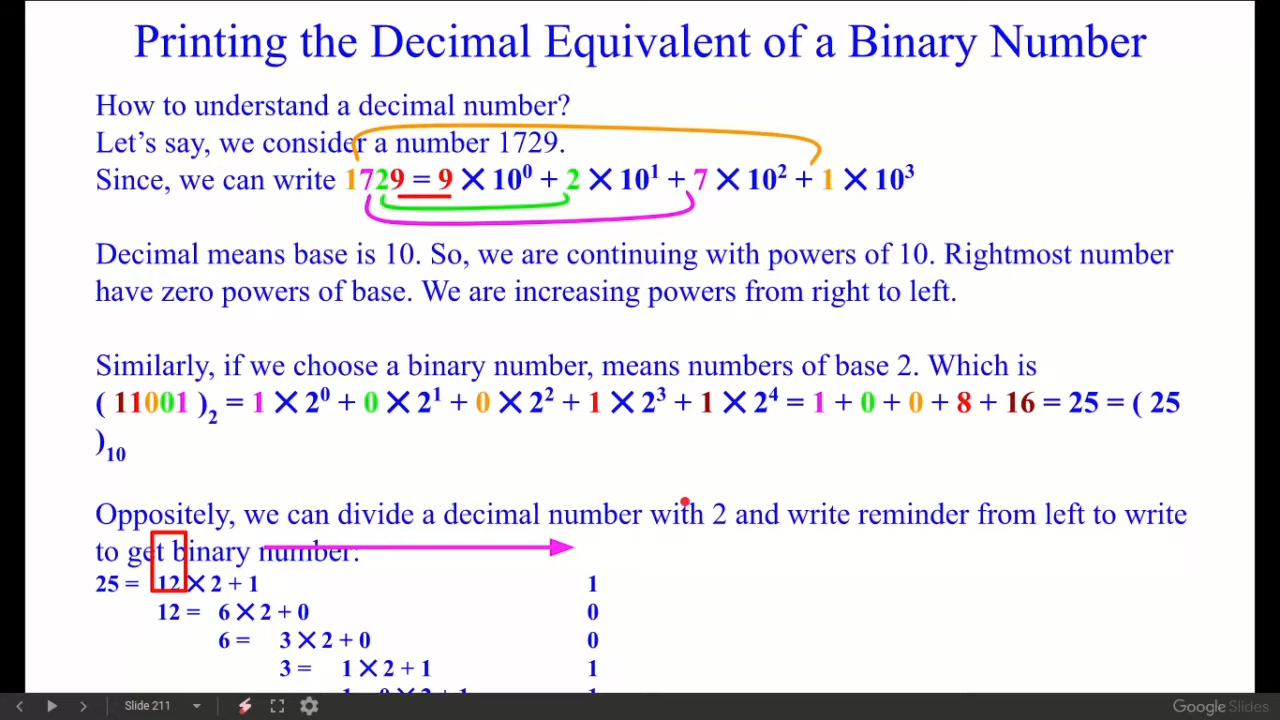 Printing the Decimal Equivalent of a Binary Number
How to understand a decimal number?
Let's say, we consider a number 1729.
Since, we can write 1729 = 9 ✕ 10⁰ + 2 ✕ 10¹ + 7 ✕ 10² + 1 ✕ 10³
Decimal means base is 10. So, we are continuing with powers of 10. Rightmost number
have zero powers of base. We are increasing powers from right to left.
Similarly, if we choose a binary number, means numbers of base 2. Which is
( 11001 )₂ = 1 ✕ 2⁰ + 0 ✕ 2¹ + 0 ✕ 2² + 1 ✕ 2³ + 1 ✕ 2⁴ = 1 + 0 + 0 + 8 + 16 = 25 = ( 25
)₁₀
Oppositely, we can divide a decimal number with 2 and write reminder from left to write
to get binary number:
25 = 12 ✕ 2 + 1 1
12 = 6 ✕ 2 + 0 0
6 = 3 ✕ 2 + 0 0
3 = 1 ✕ 2 + 1 1
Slide 211
Google Slides